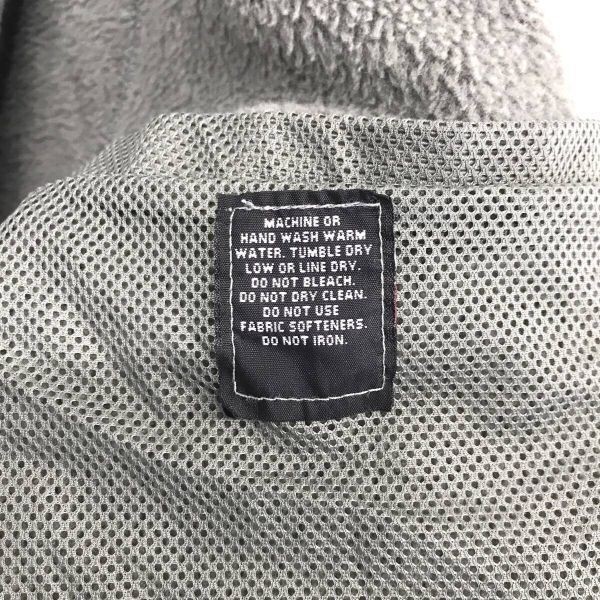 MACHINE OR
HAND WASH WARM
WATER. TUMBLE DRY
LOW OR LINE DRY.
DO NOT BLEACH.
DO NOT DRY CLEAN.
DO NOT USE
FABRIC SOFTENERS.
DO NOT IRON.